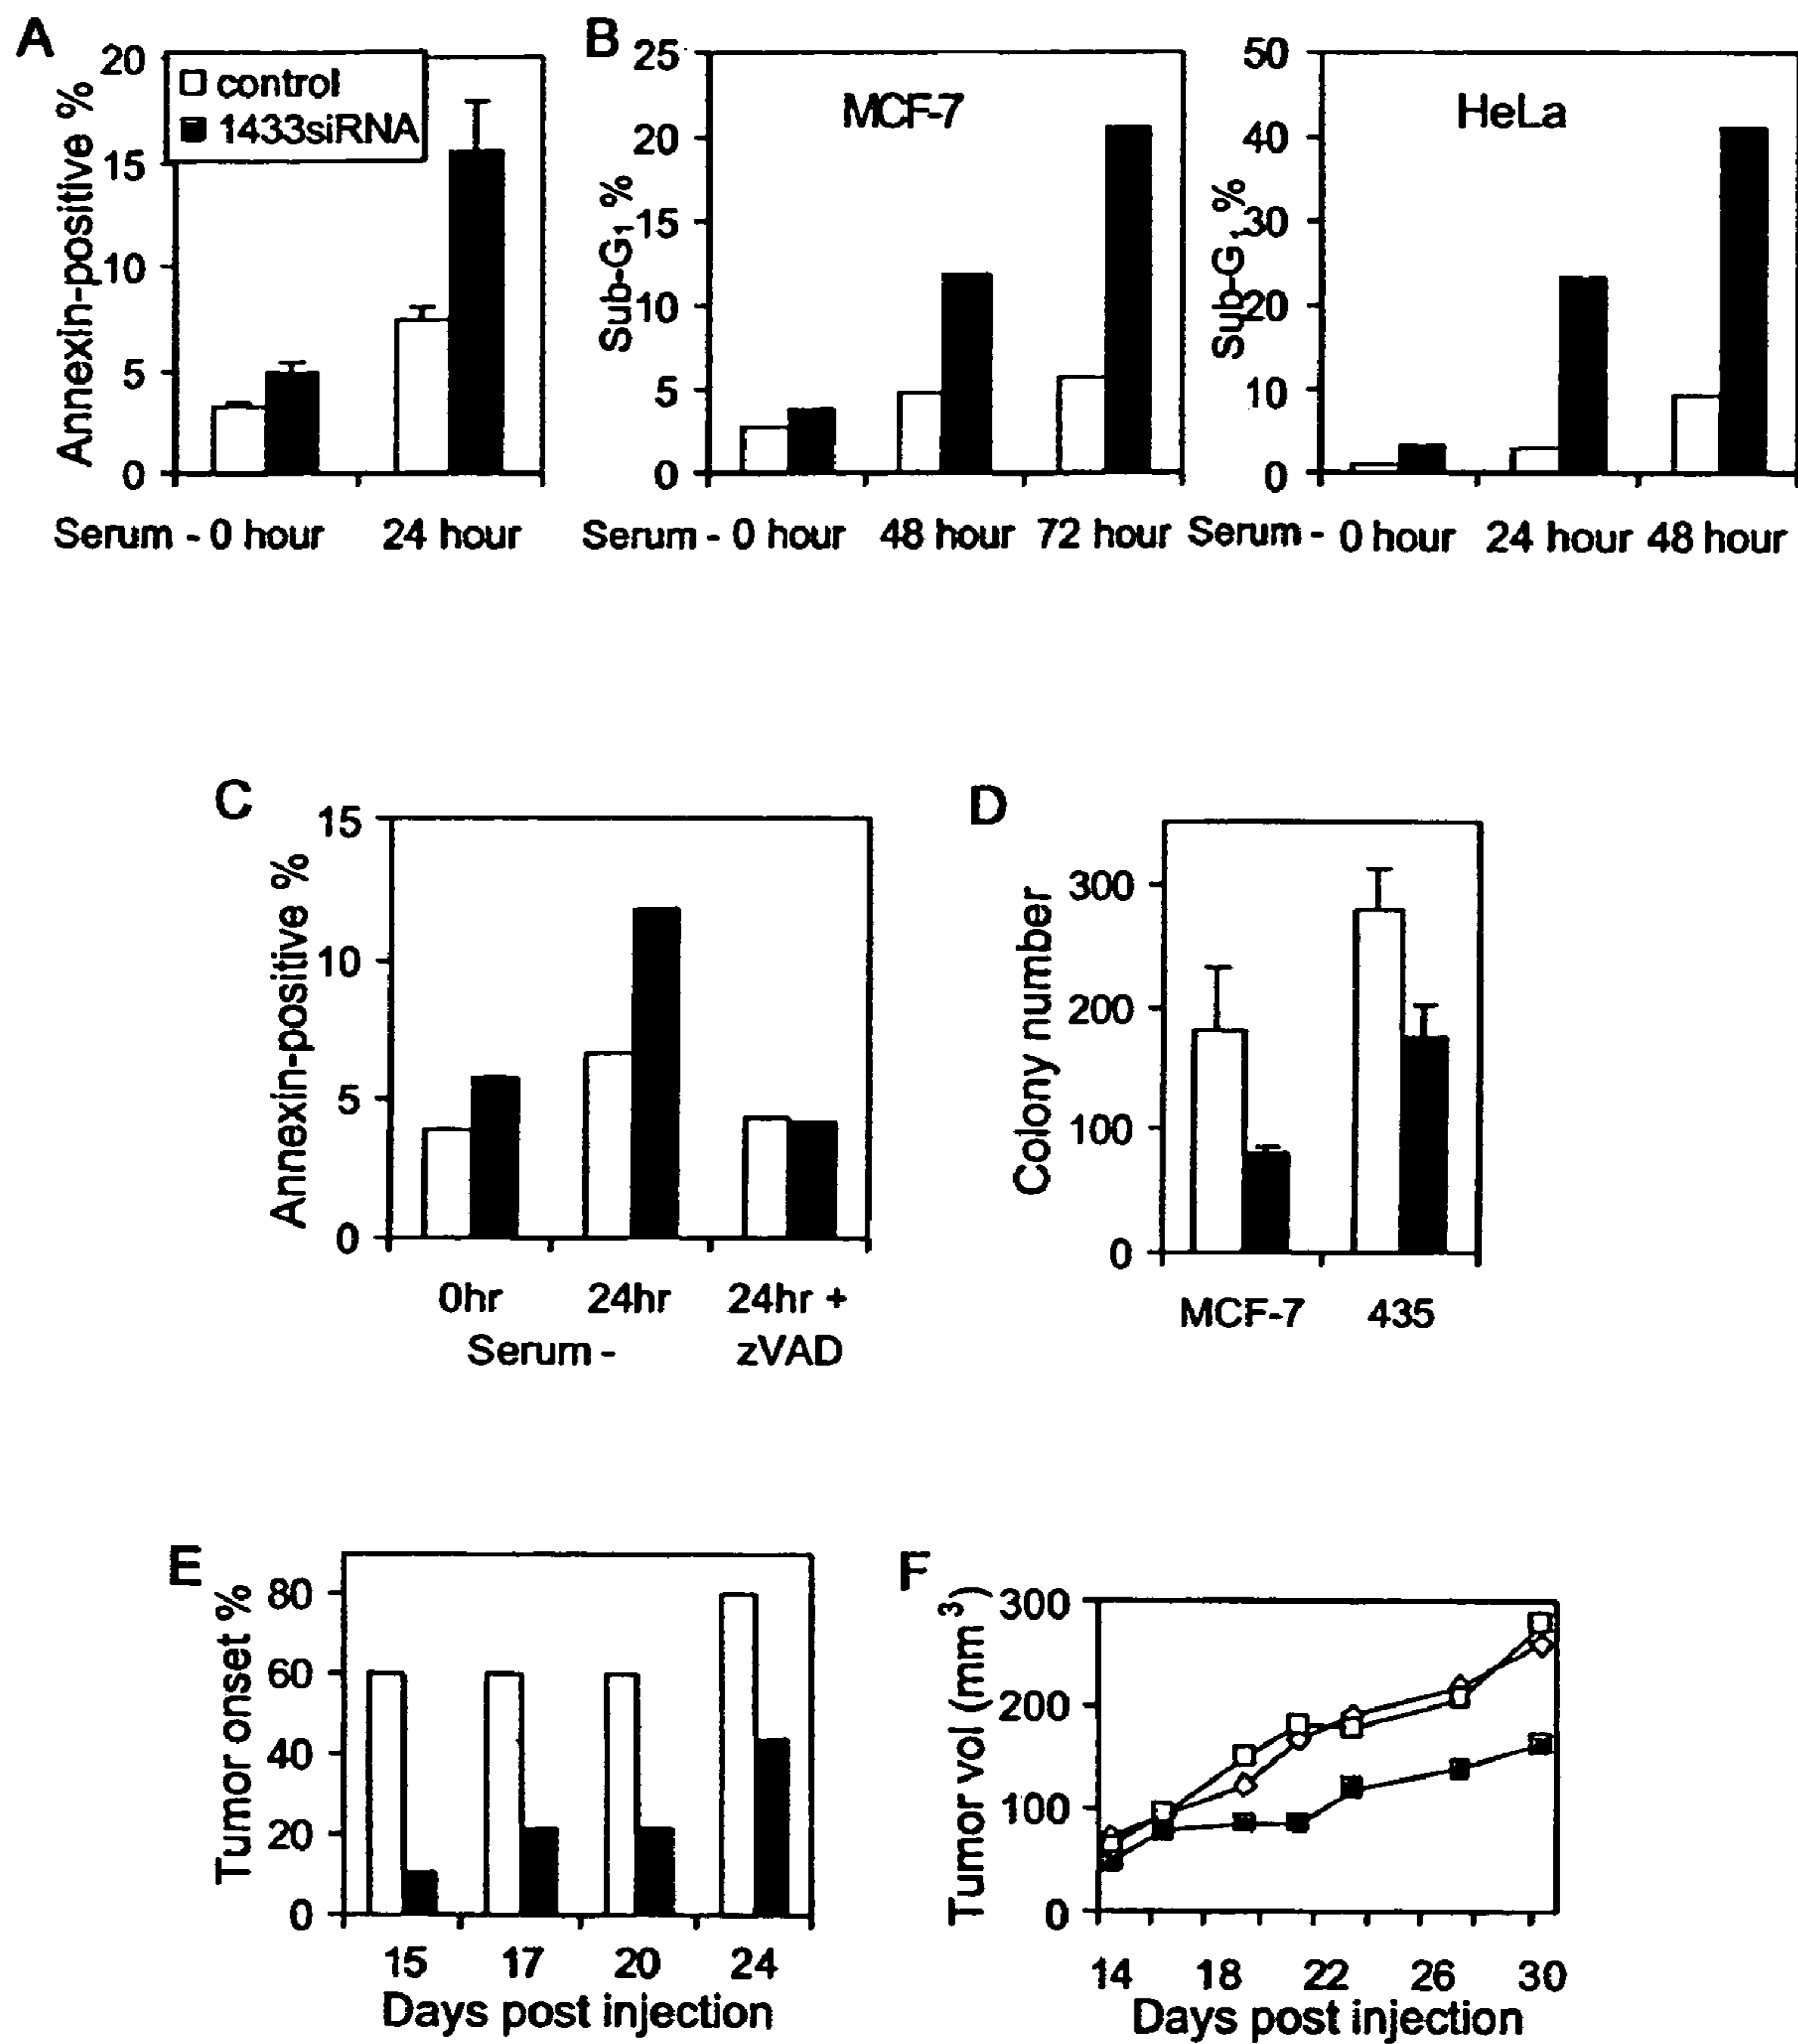 A
20
15
10
5
0
Annexin-positive %
control
1433siRNA
Serum - 0 hour 24 hour
B
25
20
15
10
5
0
Sub-G1 %
MCF-7
Serum - 0 hour 48 hour 72 hour
50
40
30
20
10
0
Sub-G1 %
HeLa
Serum - 0 hour 24 hour 48 hour
C
15
10
5
0
Annexin-positive %
0hr 24hr 24hr +
Serum - zVAD
D
300
200
100
0
Colony number
MCF-7 435
E
80
60
40
20
0
Tumor onset %
15 17 20 24
Days post injection
F
300
200
100
0
Tumor vol (mm 3)
14 18 22 26 30
Days post injection